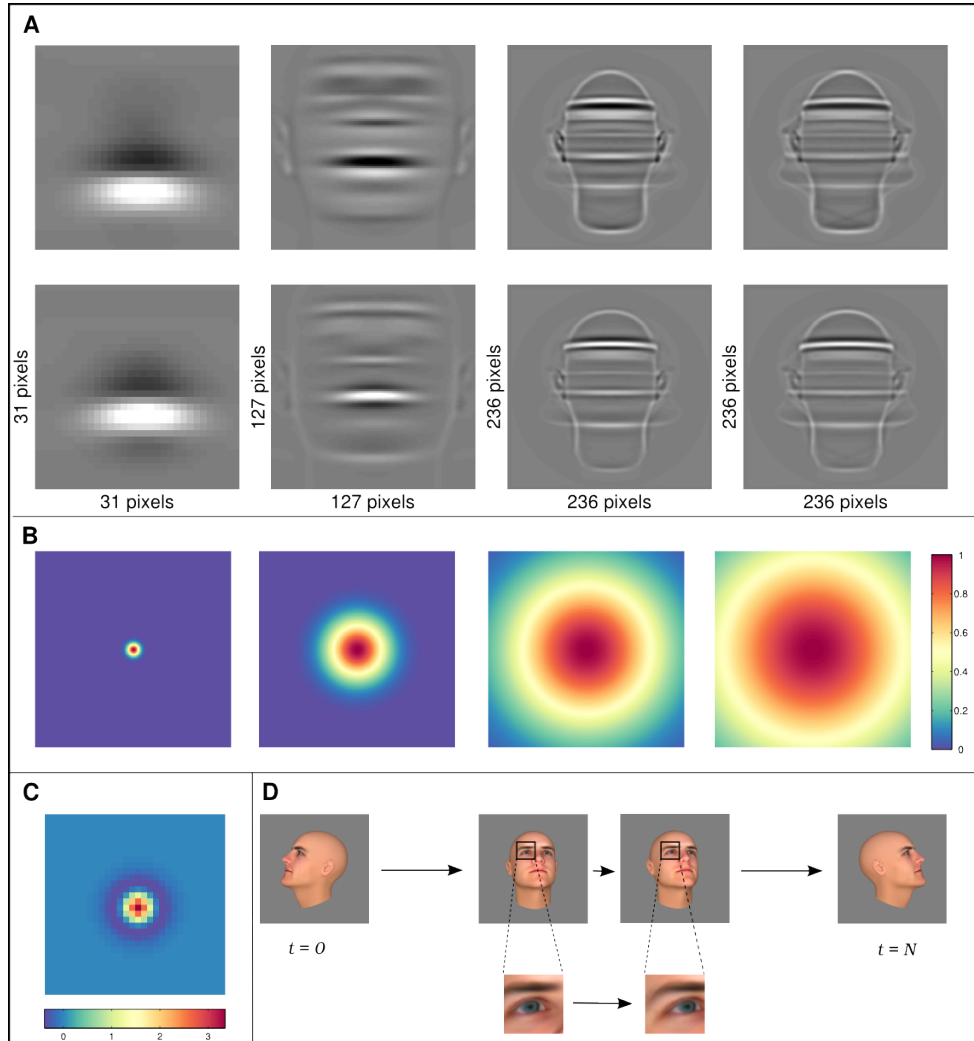 A
31 pixels
127 pixels
236 pixels
236 pixels
31 pixels
127 pixels
236 pixels
236 pixels
B
1
0.8
0.6
0.4
0.2
0
C
0
1
2
3
D
t = 0
t = N